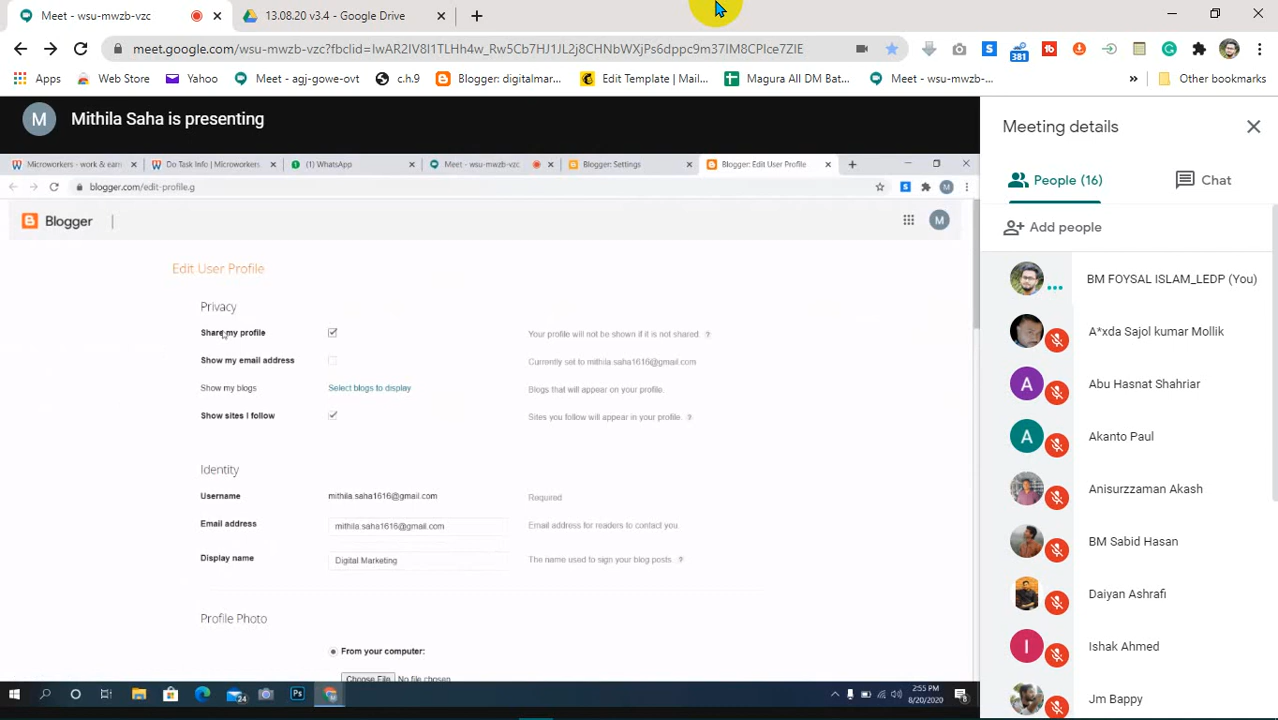 Meet - wsu-mwzb-vzc
13.08.20 v3.4 - Google Drive
meet.google.com/wsu-mwzb-vzc?fbclid=IwAR2IV8I1TLHh4w_Rw5Cb7HJ1JL2j8CHNbWXjPs6dppc9m37IM8CPIce7ZIE
381
Apps
Web Store
Yahoo
Meet - agj-gowe-ovt
c.h.9
Blogger: digitalmar...
Edit Template | Mail...
Magura All DM Bat...
Meet - wsu-mwzb-...
Other bookmarks
M
Mithila Saha is presenting
Microworkers - work & earn
Do Task Info | Microworkers
(1) WhatsApp
Meet - wsu-mwzb-vzc
Blogger: Settings
Blogger: Edit User Profile
blogger.com/edit-profile.g
M
Blogger
M
Edit User Profile
Privacy
Share my profile
Your profile will not be shown if it is not shared. ?
Show my email address
Currently set to mithila.saha1616@gmail.com
Show my blogs
Select blogs to display
Blogs that will appear on your profile.
Show sites I follow
Sites you follow will appear in your profile. ?
Identity
Username
mithila.saha1616@gmail.com
Required
Email address
mithila.saha1616@gmail.com
Email address for readers to contact you
Display name
Digital Marketing
The name used to sign your blog posts ?
Profile Photo
From your computer:
Choose File
No file chosen
24
Ps
2:55 PM
8/20/2020
8
Meeting details
People (16)
Chat
Add people
BM FOYSAL ISLAM_LEDP (You)
A*xda Sajol kumar Mollik
A
Abu Hasnat Shahriar
A
Akanto Paul
Anisurzzaman Akash
BM Sabid Hasan
Daiyan Ashrafi
I
Ishak Ahmed
Jm Bappy